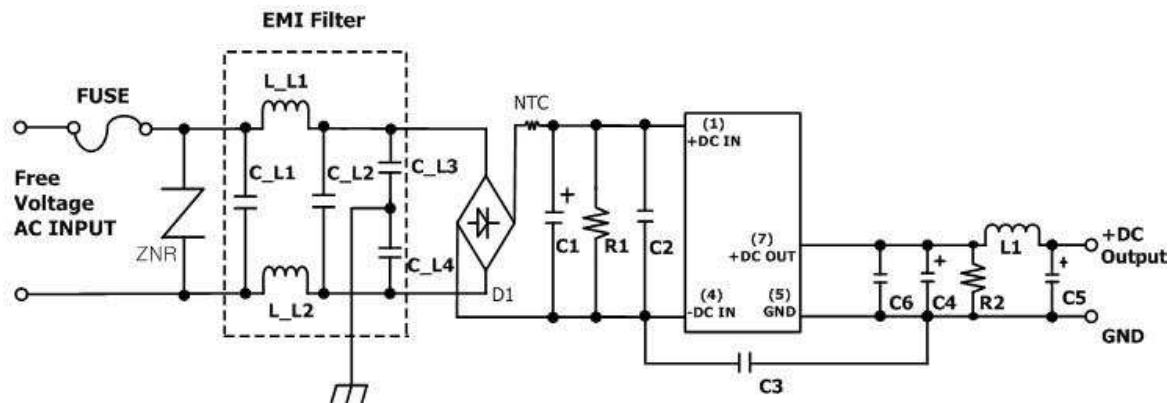 EMI Filter
FUSE
L_L1
NTC
(1)
+DC IN
C_L1
C_L2
C_L3
Free
Voltage
AC INPUT
ZNR
+
C1
R1
C2
(7)
+DC OUT
L1
+DC
Output
C_L4
D1
L_L2
(4)
-DC IN
(5)
GND
C6
+
C4
R2
+
C5
GND
C3